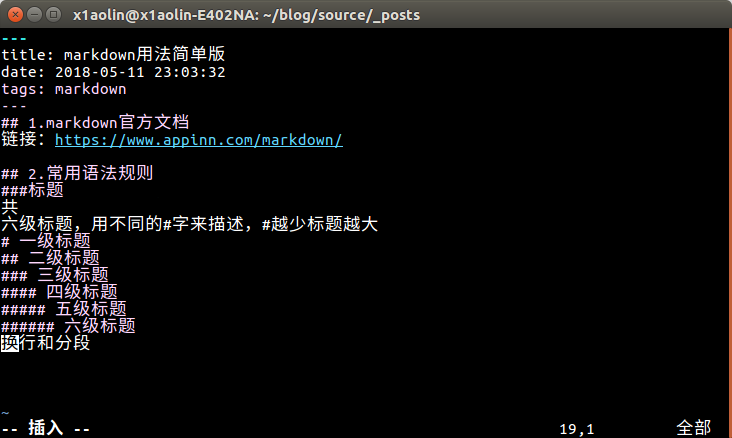 x1aolin@x1aolin-E402NA: ~/blog/source/_posts
---
title: markdown用法简单版
date: 2018-05-11 23:03:32
tags: markdown
---
## 1.markdown官方文档
链接：https://www.appinn.com/markdown/
## 2.常用语法规则
###标题
共
六级标题，用不同的#字来描述，#越少标题越大
# 一级标题
## 二级标题
### 三级标题
#### 四级标题
##### 五级标题
###### 六级标题
换行和分段
~
-- 插入 -- 19,1 全部